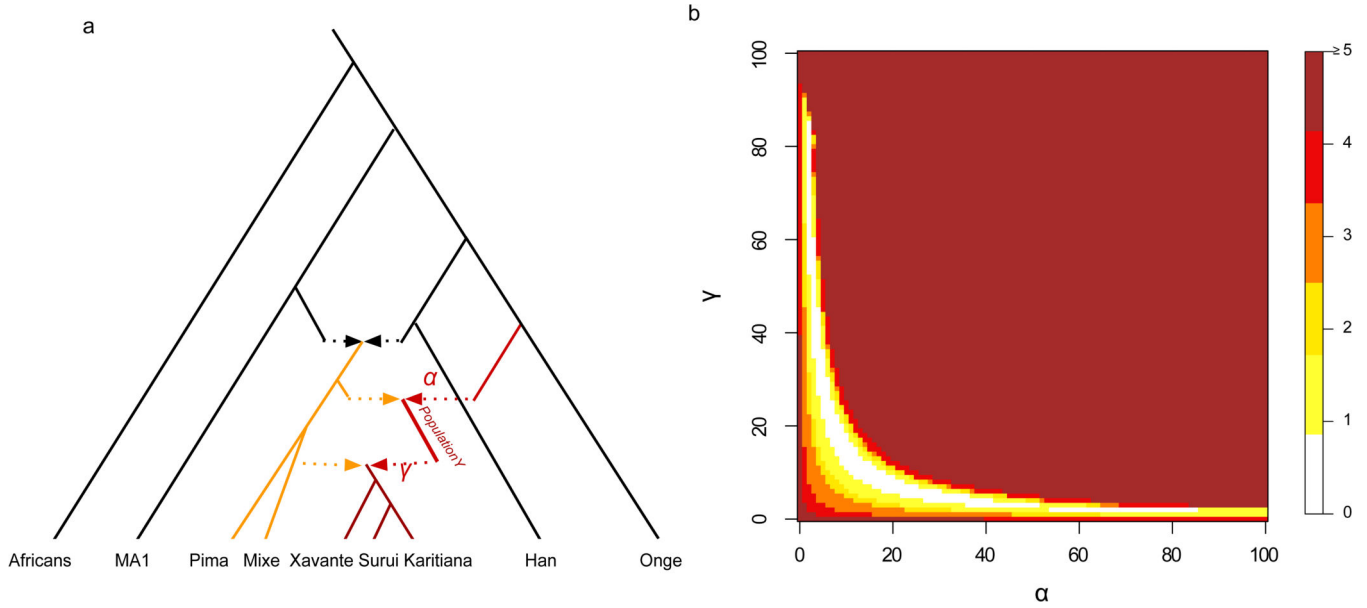 a
α
Population Y
γ
Africans MA1 Pima Mixe Xavante Surui Karitiana Han Onge
b
γ
100
80
60
40
20
0
0 20 40 60 80 100
α
≥ 5
4
3
2
1
0